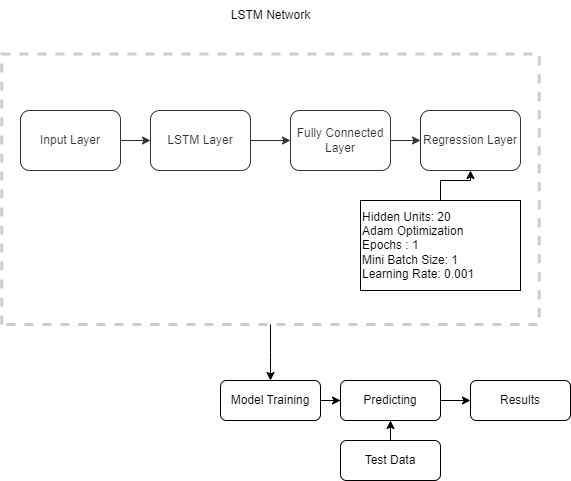 LSTM Network
Input Layer
LSTM Layer
Fully Connected
Layer
Regression Layer
Hidden Units: 20
Adam Optimization
Epochs : 1
Mini Batch Size: 1
Learning Rate: 0.001
Model Training
Predicting
Results
Test Data